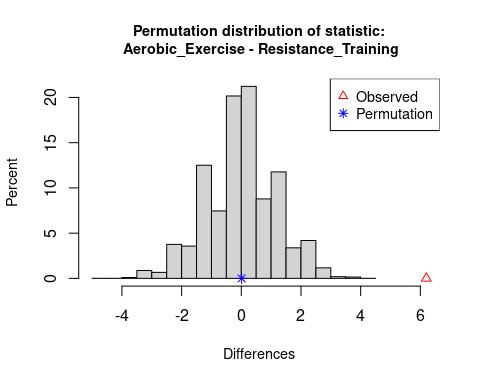 Permutation distribution of statistic:
Aerobic_Exercise - Resistance_Training
Observed
Permutation
Percent
20
15
10
5
0
-4 -2 0 2 4 6
Differences